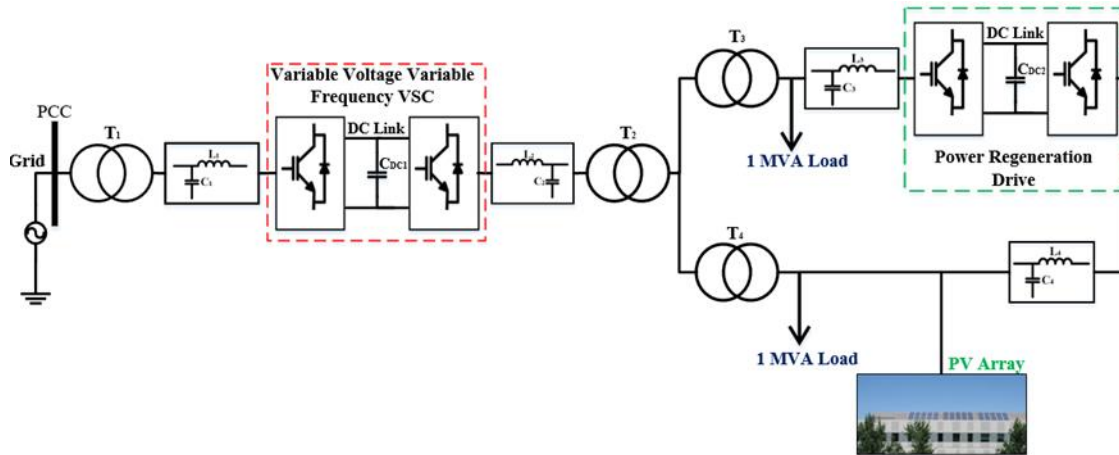 PCC
Grid
T1
L1
C1
Variable Voltage Variable
Frequency VSC
DC Link
CDC1
L2
C2
T2
T3
1 MVA Load
L3
C3
DC Link
CDC2
Power Regeneration
Drive
T4
1 MVA Load
PV Array
L4
C4